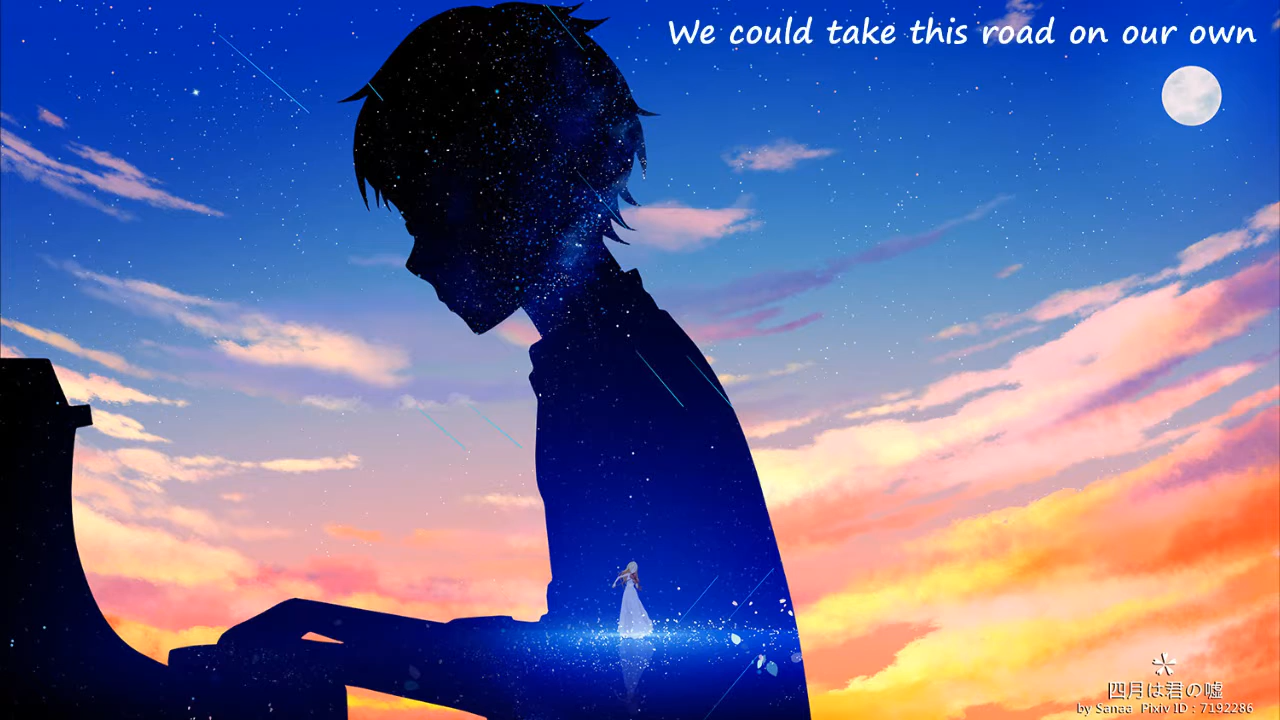 We could take this road on our own
四月は君の嘘
by Sanaa Pixiv ID : 7192286